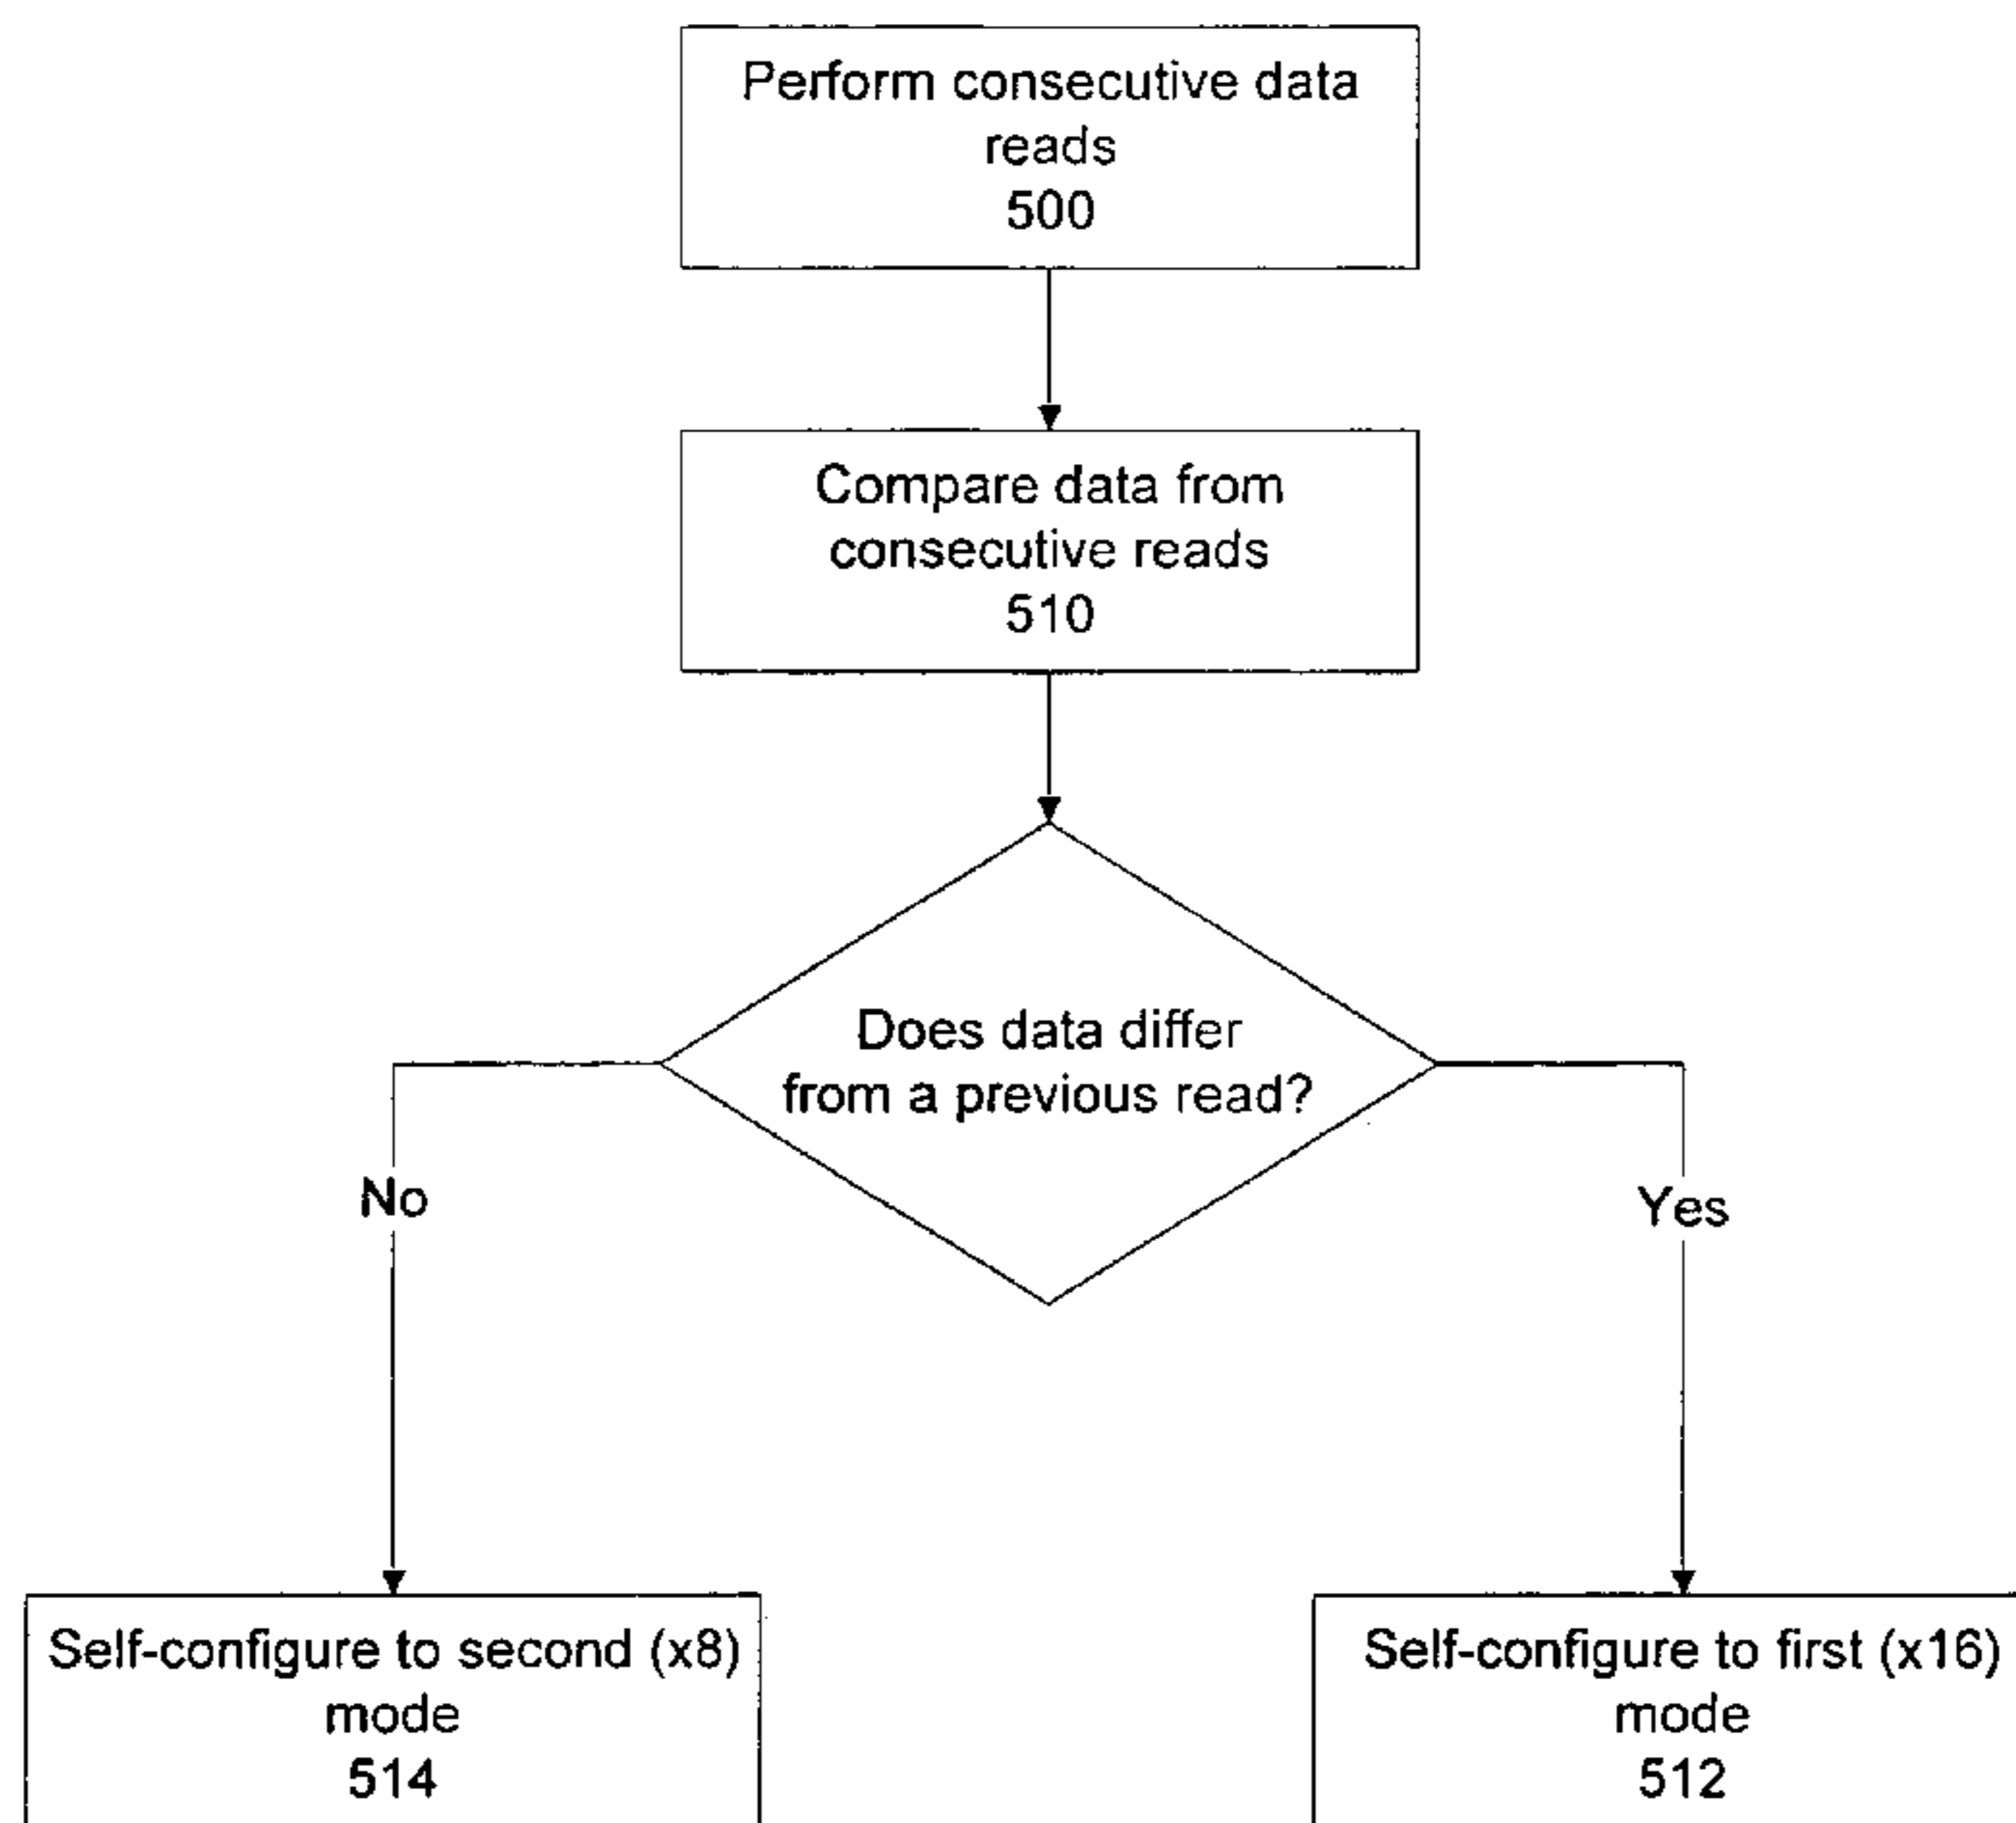 Perform consecutive data
reads
500
Compare data from
consecutive reads
510
Does data differ
from a previous read?
No
Yes
Self-configure to second (x8)
mode
514
Self-configure to first (x16)
mode
512